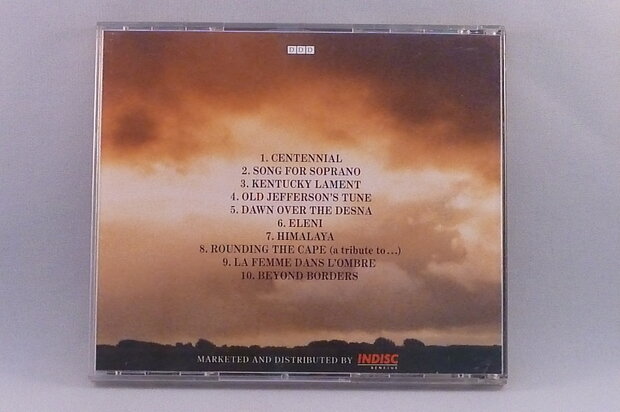 DDD
1. CENTENNIAL
2. SONG FOR SOPRANO
3. KENTUCKY LAMENT
4. OLD JEFFERSON'S TUNE
5. DAWN OVER THE DESNA
6. ELENI
7. HIMALAYA
8. ROUNDING THE CAPE (a tribute to...)
9. LA FEMME DANS L'OMBRE
10. BEYOND BORDERS
MARKETED AND DISTRIBUTED BY INDISC
BENELUX